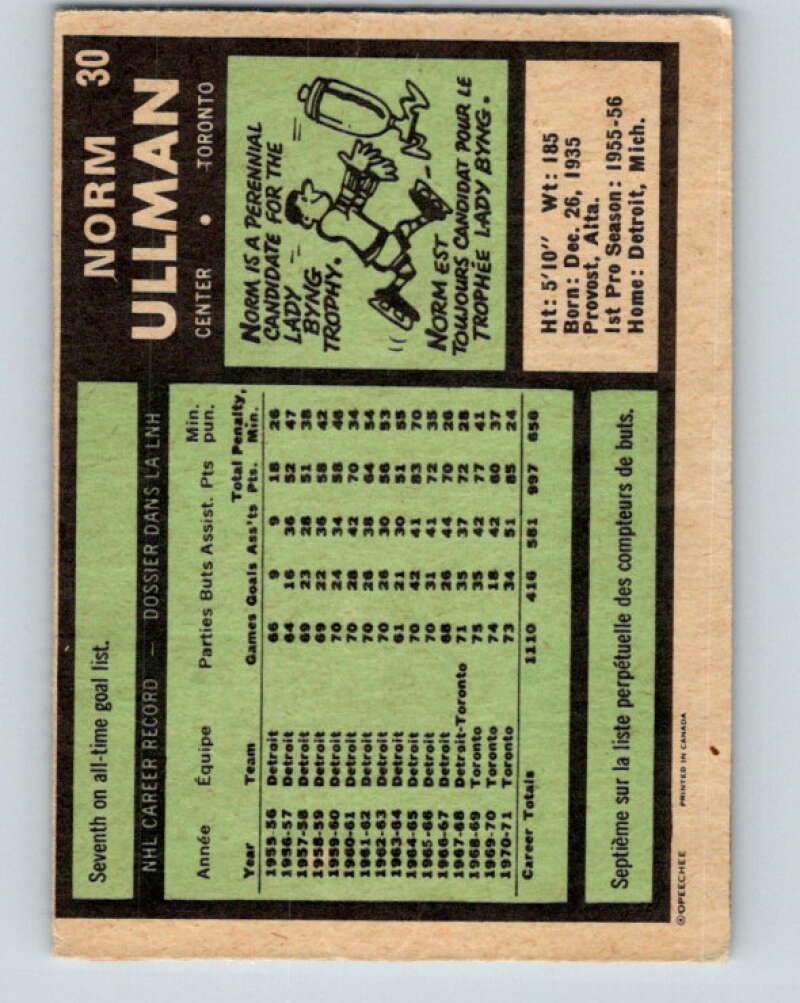 NORM 30
ULLMAN
CENTER • TORONTO
NORM IS A PERENNIAL
CANDIDATE FOR THE
LADY
BYNG
TROPHY.
NORM EST
TOUJOURS CANDIDAT POUR LE
TROPHÉE LADY BYNG.
Ht: 5'10" Wt: 185
Born: Dec. 26, 1935
Provost, Alta.
1st Pro Season: 1955-56
Home: Detroit, Mich.
Seventh on all-time goal list.
NHL CAREER RECORD — DOSSIER DANS LA LNH
Année Équipe Parties Buts Assist. Pts Min. pun.
Year Team Games Goals Ass'ts Total Pts. Penalty, Min.
1955-56 Detroit 66 9 9 18 26
1956-57 Detroit 64 16 36 52 47
1957-58 Detroit 69 23 28 51 38
1958-59 Detroit 69 22 36 58 42
1959-60 Detroit 70 24 34 58 46
1960-61 Detroit 70 28 42 70 34
1961-62 Detroit 70 26 38 64 54
1962-63 Detroit 70 26 30 56 53
1963-64 Detroit 61 21 30 51 55
1964-65 Detroit 70 42 41 83 70
1965-66 Detroit 70 31 41 72 35
1966-67 Detroit 68 26 44 70 26
1967-68 Detroit-Toronto 71 35 37 72 28
1968-69 Toronto 75 35 42 77 41
1969-70 Toronto 74 18 42 60 37
1970-71 Toronto 73 34 51 85 24
Career Totals 1110 416 581 997 656
Septième sur la liste perpétuelle des compteurs de buts.
©OPEECHEE PRINTED IN CANADA